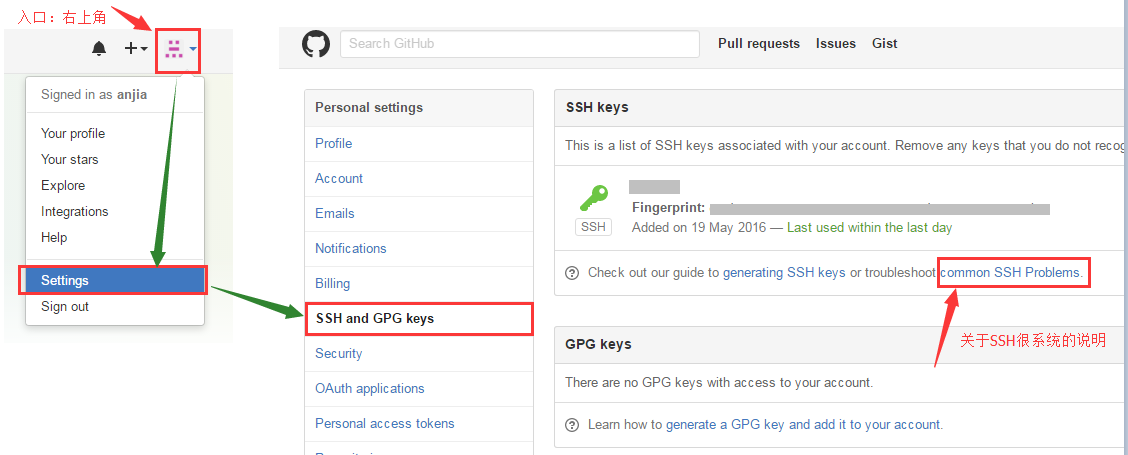 入口：右上角
Signed in as anjia
Your profile
Your stars
Explore
Integrations
Help
Settings
Sign out
Search GitHub
Pull requests
Issues
Gist
Personal settings
Profile
Account
Emails
Notifications
Billing
SSH and GPG keys
Security
OAuth applications
Personal access tokens
SSH keys
This is a list of SSH keys associated with your account. Remove any keys that you do not recog
SSH
Fingerprint:
Added on 19 May 2016 — Last used within the last day
Check out our guide to generating SSH keys or troubleshoot common SSH Problems.
关于SSH很系统的说明
GPG keys
There are no GPG keys with access to your account.
Learn how to generate a GPG key and add it to your account.